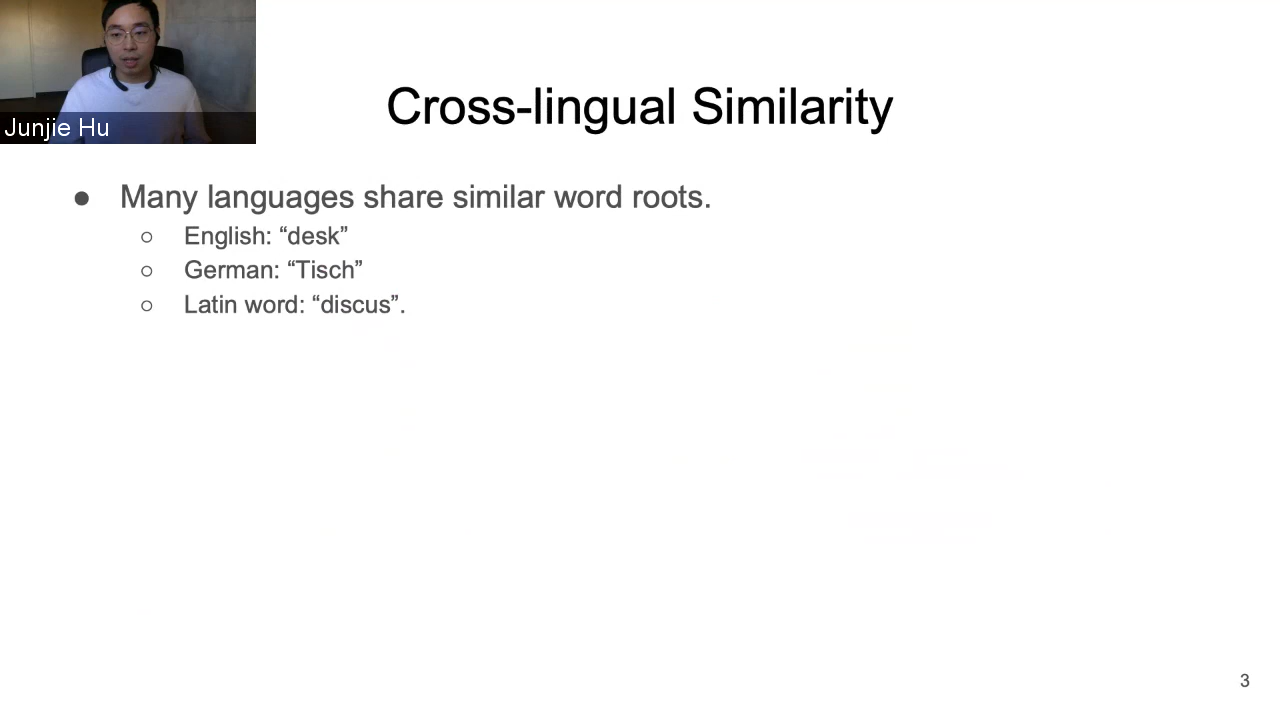 Junjie Hu
Cross-lingual Similarity
● Many languages share similar word roots.
○ English: “desk”
○ German: “Tisch”
○ Latin word: “discus”.
3